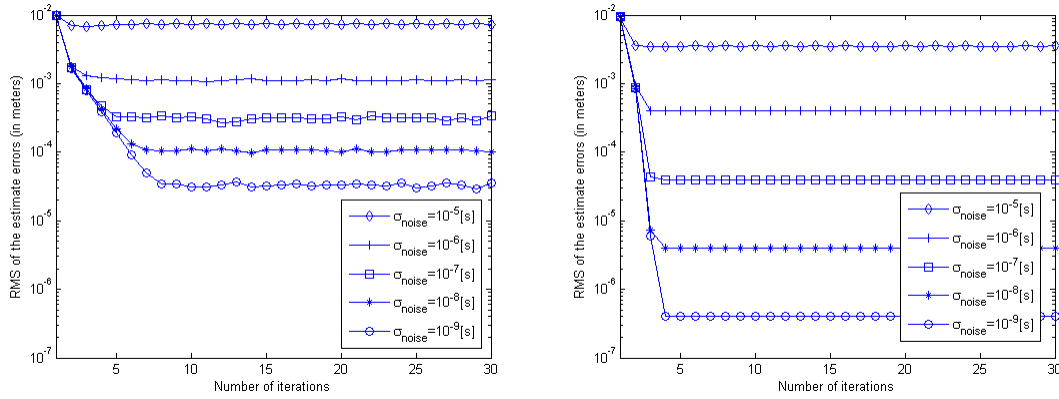 RMS of the estimate errors (in meters)
10⁻²
10⁻³
10⁻⁴
10⁻⁵
10⁻⁶
10⁻⁷
5 10 15 20 25 30
Number of iterations
σnoise=10⁻⁵[s]
σnoise=10⁻⁶[s]
σnoise=10⁻⁷[s]
σnoise=10⁻⁸[s]
σnoise=10⁻⁹[s]
RMS of the estimate errors (in meters)
10⁻²
10⁻³
10⁻⁴
10⁻⁵
10⁻⁶
10⁻⁷
5 10 15 20 25 30
Number of iterations
σnoise=10⁻⁵[s]
σnoise=10⁻⁶[s]
σnoise=10⁻⁷[s]
σnoise=10⁻⁸[s]
σnoise=10⁻⁹[s]